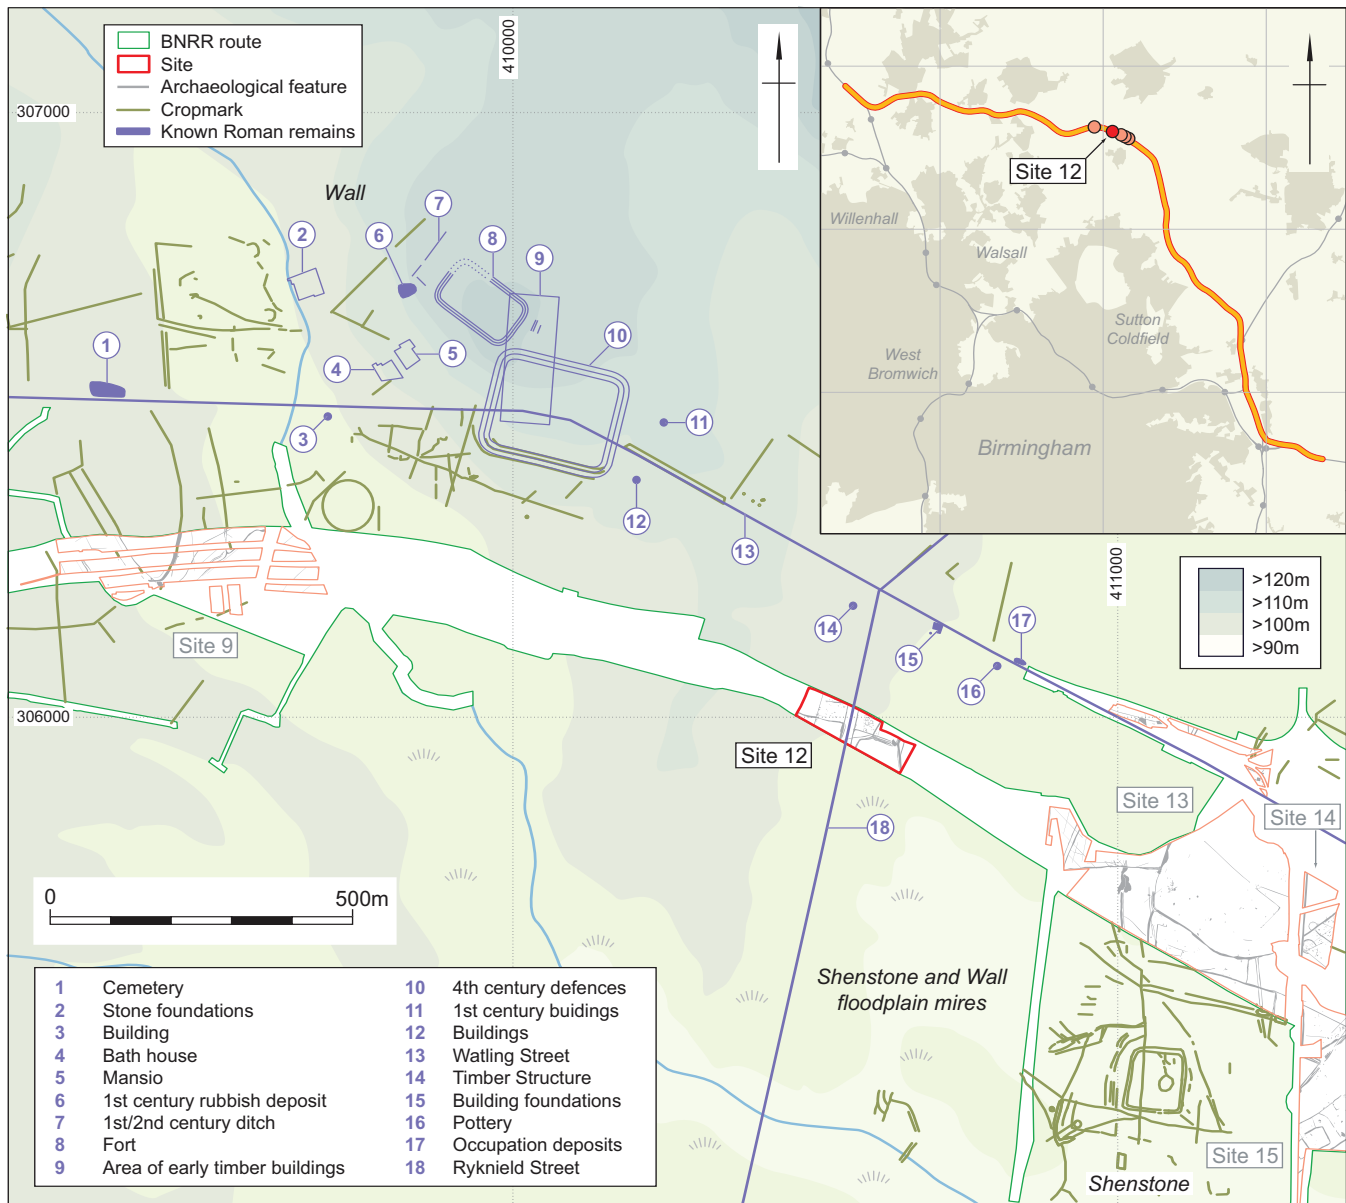 BNRR route
Site
Archaeological feature
Cropmark
Known Roman remains
410000
307000
Wall
Site 12
Willenhall
Walsall
Sutton
Coldfield
West
Bromwich
Birmingham
1
2
3
4
5
6
7
8
9
10
11
12
13
14
15
16
17
18
411000
>120m
>110m
>100m
>90m
Site 9
306000
Site 12
Site 13
Site 14
0 500m
Shenstone and Wall
floodplain mires
Site 15
Shenstone
1 Cemetery
2 Stone foundations
3 Building
4 Bath house
5 Mansio
6 1st century rubbish deposit
7 1st/2nd century ditch
8 Fort
9 Area of early timber buildings
10 4th century defences
11 1st century buidings
12 Buildings
13 Watling Street
14 Timber Structure
15 Building foundations
16 Pottery
17 Occupation deposits
18 Ryknield Street